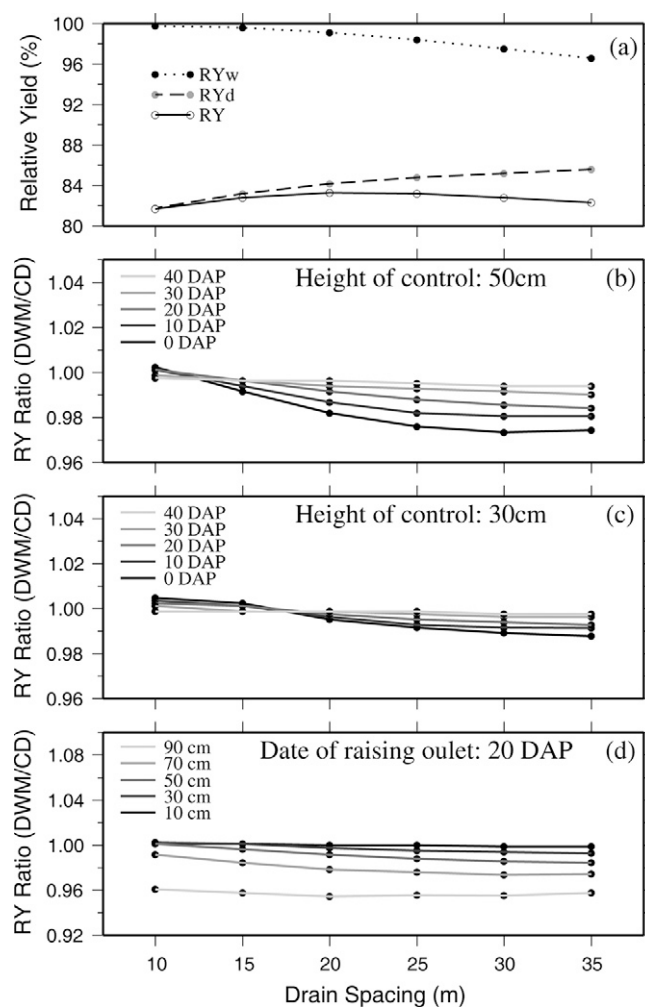 Relative Yield (%)
100
96
92
88
84
80
(a)
RYw
RYd
RY
RY Ratio (DWM/CD)
1.04
1.02
1.00
0.98
0.96
Height of control: 50cm
(b)
40 DAP
30 DAP
20 DAP
10 DAP
0 DAP
RY Ratio (DWM/CD)
1.04
1.02
1.00
0.98
0.96
Height of control: 30cm
(c)
40 DAP
30 DAP
20 DAP
10 DAP
0 DAP
RY Ratio (DWM/CD)
1.08
1.04
1.00
0.96
0.92
Date of raising oulet: 20 DAP
(d)
90 cm
70 cm
50 cm
30 cm
10 cm
10 15 20 25 30 35
Drain Spacing (m)